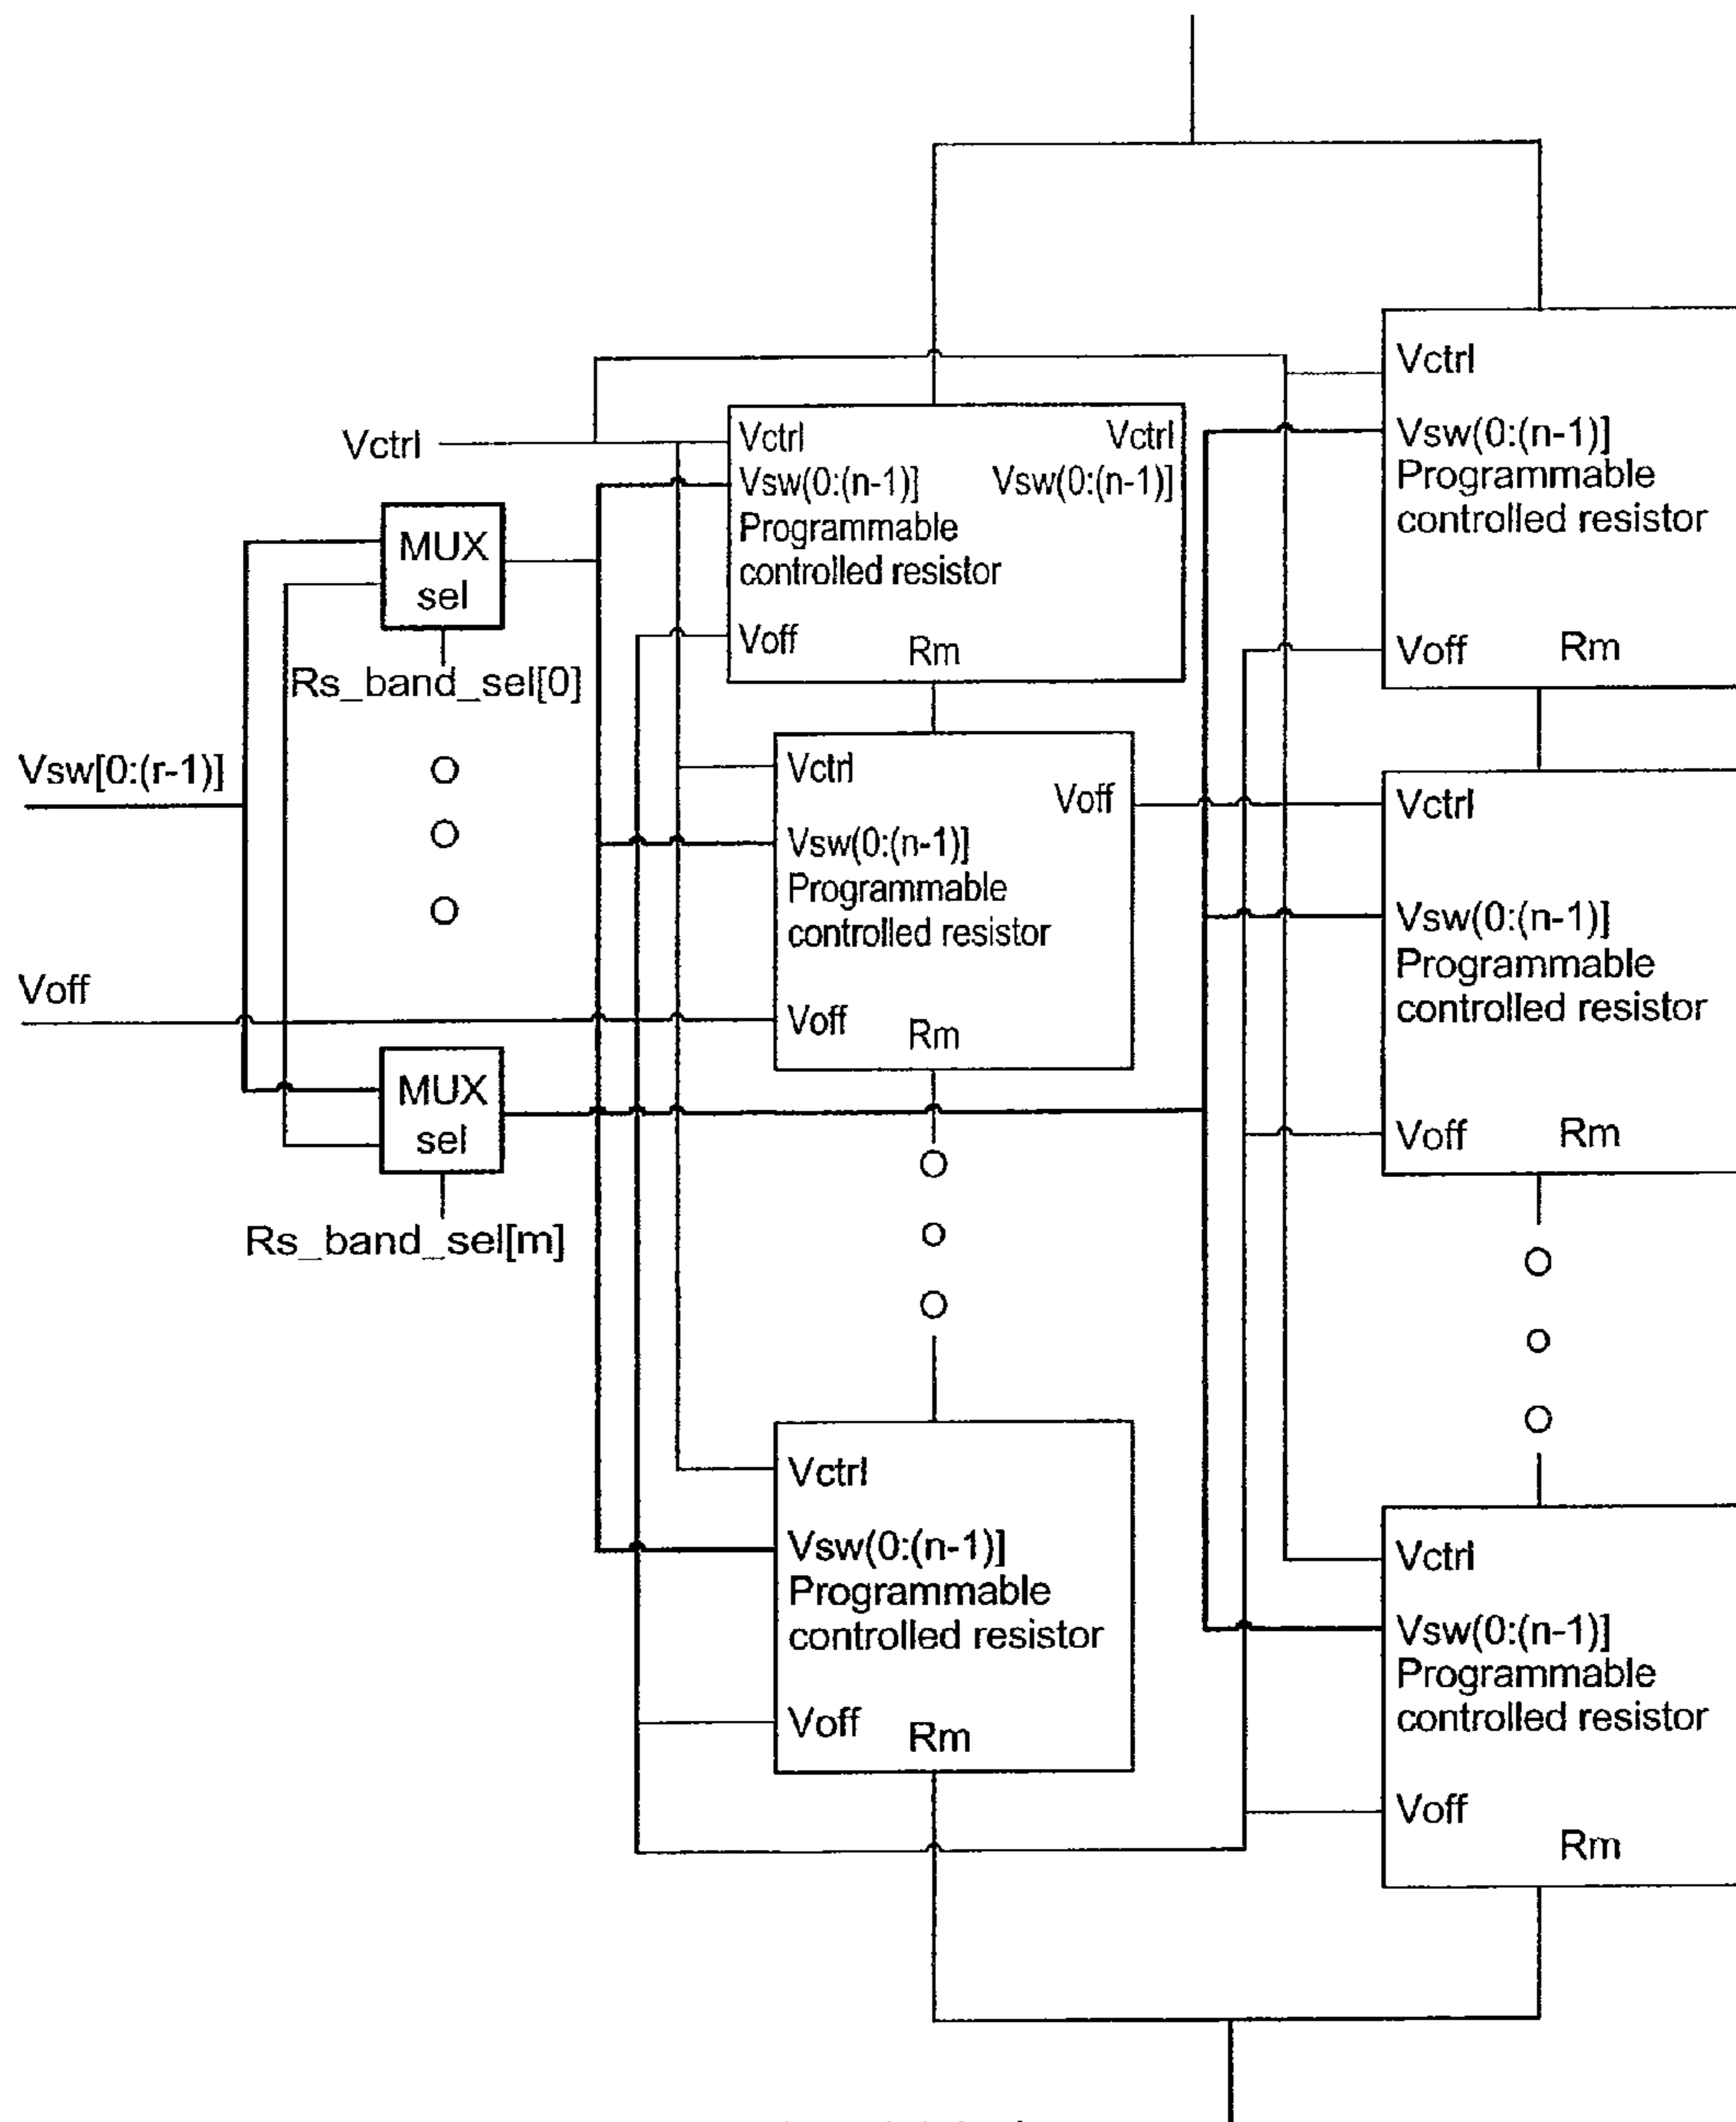 Vctrl
MUX
sel
Rs_band_sel[0]
Vsw[0:(r-1)]
Voff
MUX
sel
Rs_band_sel[m]
Vctrl
Vctrl
Vsw(0:(n-1)]
Vsw(0:(n-1)]
Programmable
controlled resistor
Voff
Rm
Vctrl
Voff
Vsw(0:(n-1)]
Programmable
controlled resistor
Voff
Rm
Vctrl
Vsw(0:(n-1)]
Programmable
controlled resistor
Voff
Rm
Vctrl
Vsw(0:(n-1)]
Programmable
controlled resistor
Voff
Rm
Vctrl
Vsw(0:(n-1)]
Programmable
controlled resistor
Voff
Rm
Vctrl
Vsw(0:(n-1)]
Programmable
controlled resistor
Voff
Rm